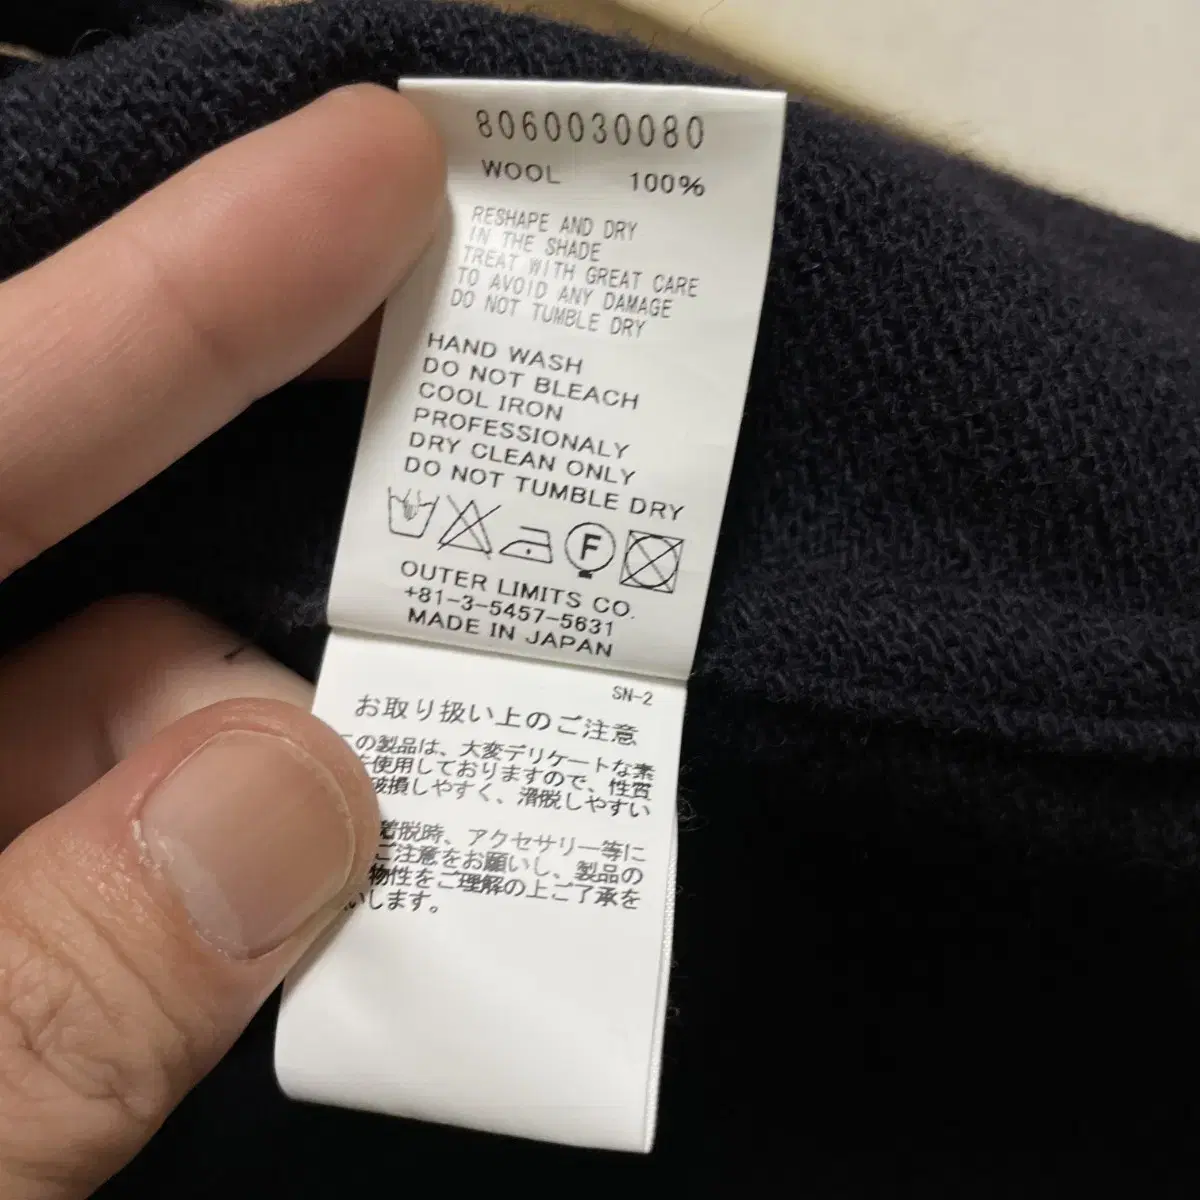 8060030080
WOOL 100%
RESHAPE AND DRY
IN THE SHADE
TREAT WITH GREAT CARE
TO AVOID ANY DAMAGE
DO NOT TUMBLE DRY
HAND WASH
DO NOT BLEACH
COOL IRON
PROFESSIONALY
DRY CLEAN ONLY
DO NOT TUMBLE DRY
F
OUTER LIMITS CO.
+81-3-5457-5631
MADE IN JAPAN
SN-2
お取り扱い上のご注意
の製品は、大変デリケートな素
使用しておりますので、性質
破損しやすく、滑脱しやすい
着脱時、アクセサリー等に
ご注意をお願いし、製品の
物性をご理解の上ご了承を
いします。